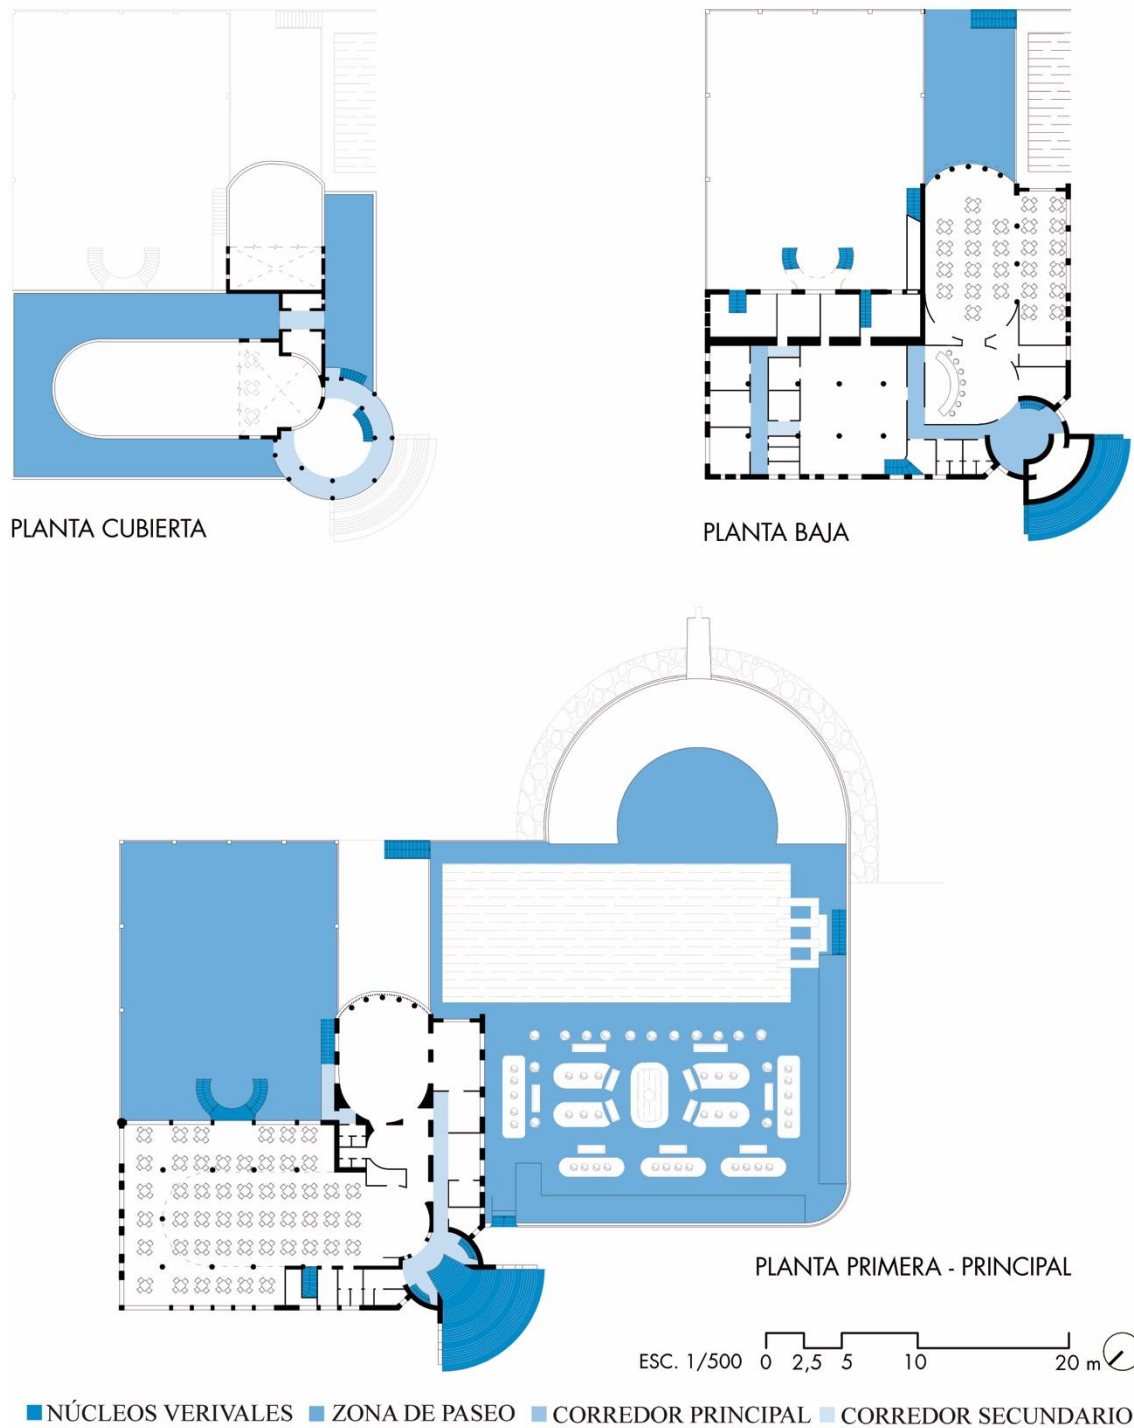 PLANTA CUBIERTA
PLANTA BAJA
PLANTA PRIMERA - PRINCIPAL
ESC. 1/500 0 2,5 5 10 20 m
NÚCLEOS VERIVALES ZONA DE PASEO CORREDOR PRINCIPAL CORREDOR SECUNDARIO